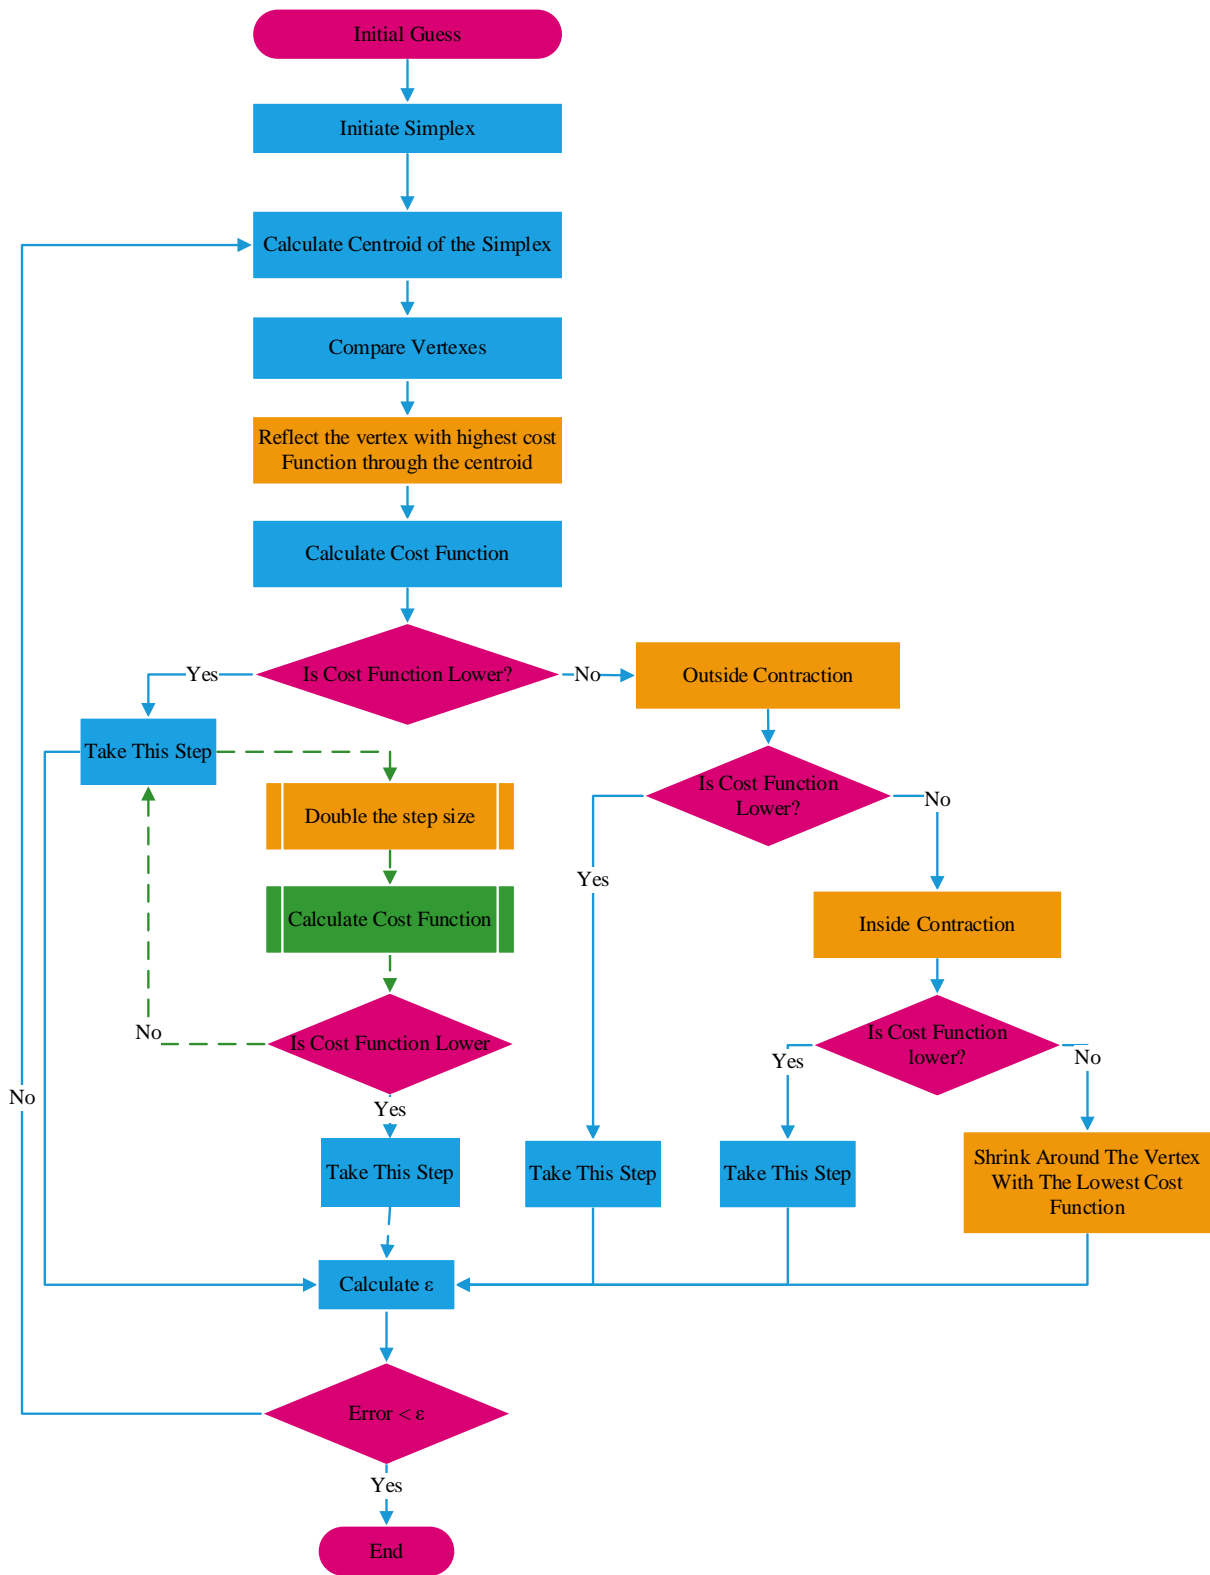 Initial Guess
Initiate Simplex
Calculate Centroid of the Simplex
Compare Vertexes
Reflect the vertex with highest cost
Function through the centroid
Calculate Cost Function
Is Cost Function Lower?
Yes
No
Outside Contraction
Take This Step
Is Cost Function
Lower?
Double the step size
No
Yes
Calculate Cost Function
Inside Contraction
No
Is Cost Function Lower
Is Cost Function
lower?
Yes
No
No
Yes
Take This Step
Take This Step
Take This Step
Shrink Around The Vertex
With The Lowest Cost
Function
Calculate ε
Error < ε
Yes
End